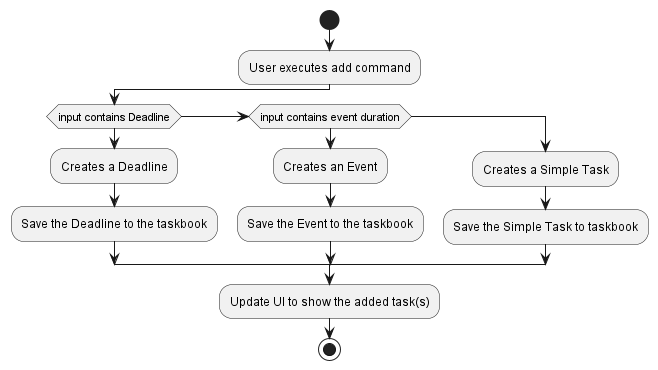 User executes add command
input contains Deadline
input contains event duration
Creates a Deadline
Creates an Event
Creates a Simple Task
Save the Deadline to the taskbook
Save the Event to the taskbook
Save the Simple Task to taskbook
Update UI to show the added task(s)